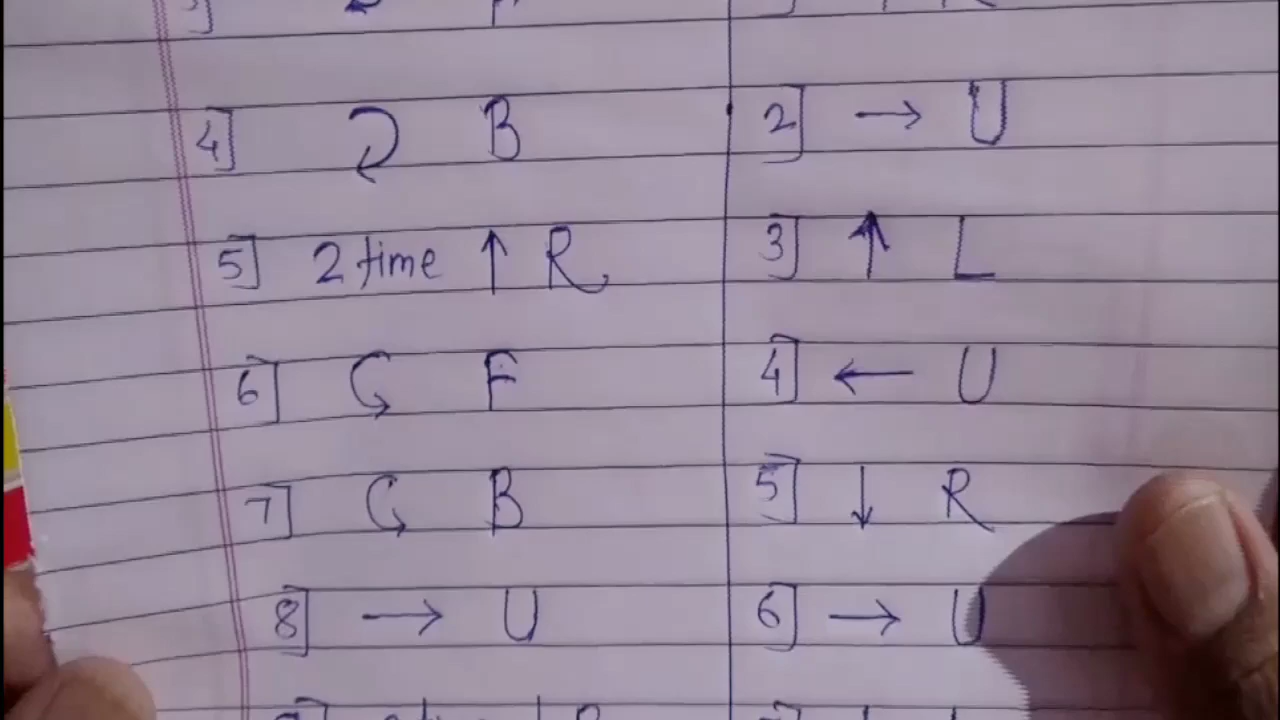 4] B
5] 2 time ↑ R
6] F
7] B
8] → U
2] → U
3] ↑ L
4] ← U
5] ↓ R
6] → U